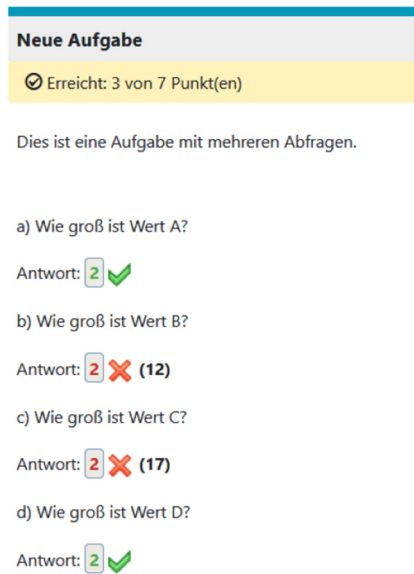 Neue Aufgabe
Erreicht: 3 von 7 Punkt(en)
Dies ist eine Aufgabe mit mehreren Abfragen.
a) Wie groß ist Wert A?
Antwort: 2
b) Wie groß ist Wert B?
Antwort: 2 (12)
c) Wie groß ist Wert C?
Antwort: 2 (17)
d) Wie groß ist Wert D?
Antwort: 2